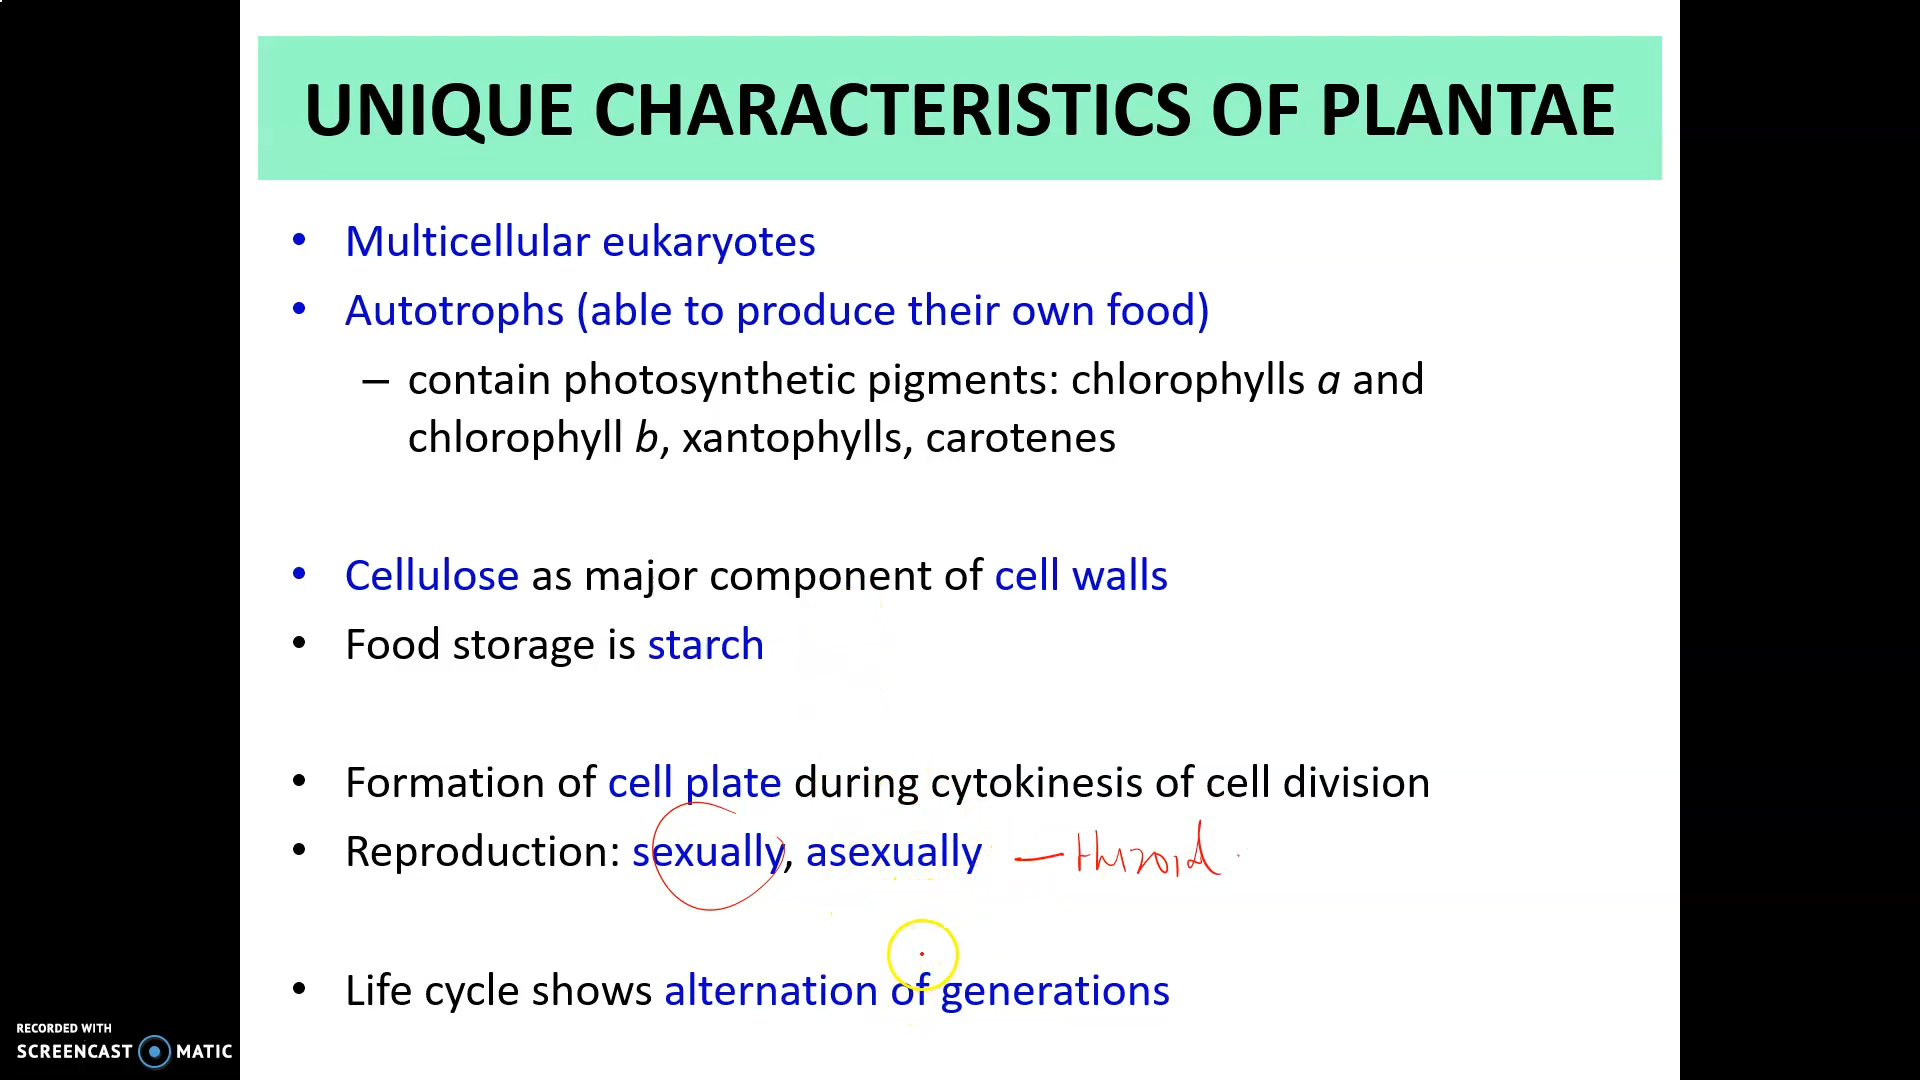 UNIQUE CHARACTERISTICS OF PLANTAE
• Multicellular eukaryotes
• Autotrophs (able to produce their own food)
– contain photosynthetic pigments: chlorophylls a and
chlorophyll b, xantophylls, carotenes
• Cellulose as major component of cell walls
• Food storage is starch
• Formation of cell plate during cytokinesis of cell division
• Reproduction: sexually, asexually —
• Life cycle shows alternation of generations
RECORDED WITH
SCREENCAST MATIC